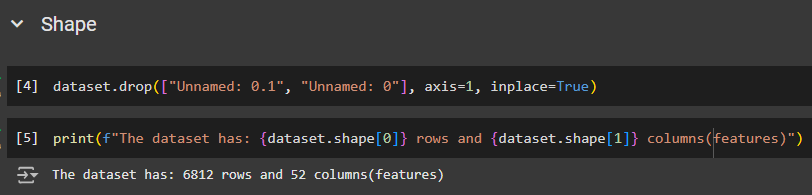 Shape
[4] dataset.drop(["Unnamed: 0.1", "Unnamed: 0"], axis=1, inplace=True)
[5] print(f"The dataset has: {dataset.shape[0]} rows and {dataset.shape[1]} columns(features)")
The dataset has: 6812 rows and 52 columns(features)